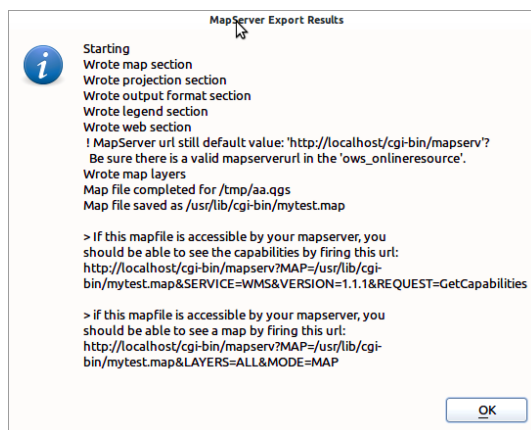 MapServer Export Results
Starting
Wrote map section
Wrote projection section
Wrote output format section
Wrote legend section
Wrote web section
! MapServer url still default value: 'http://localhost/cgi-bin/mapserv'?
Be sure there is a valid mapserverurl in the 'ows_onlineresource'.
Wrote map layers
Map file completed for /tmp/aa.qgs
Map file saved as /usr/lib/cgi-bin/mytest.map
> If this mapfile is accessible by your mapserver, you
should be able to see the capabilities by firing this url:
http://localhost/cgi-bin/mapserv?MAP=/usr/lib/cgi-
bin/mytest.map&SERVICE=WMS&VERSION=1.1.1&REQUEST=GetCapabilities
> if this mapfile is accessible by your mapserver, you
should be able to see a map by firing this url:
http://localhost/cgi-bin/mapserv?MAP=/usr/lib/cgi-
bin/mytest.map&LAYERS=ALL&MODE=MAP
OK